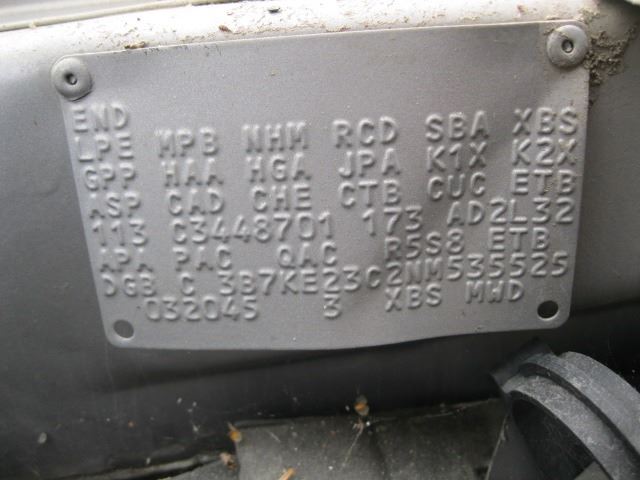 END
LPE MPB NHM RCD SBA XBS
GPP HAA HGA JPA K1X K2X
ASP CAD CHE CTB CUC ETB
113 C3448701 173 AD2L32
APA PAC QAC R5S8 ETB
DGB C 3B7KE23C2NM535525
032045 3 XBS MWD